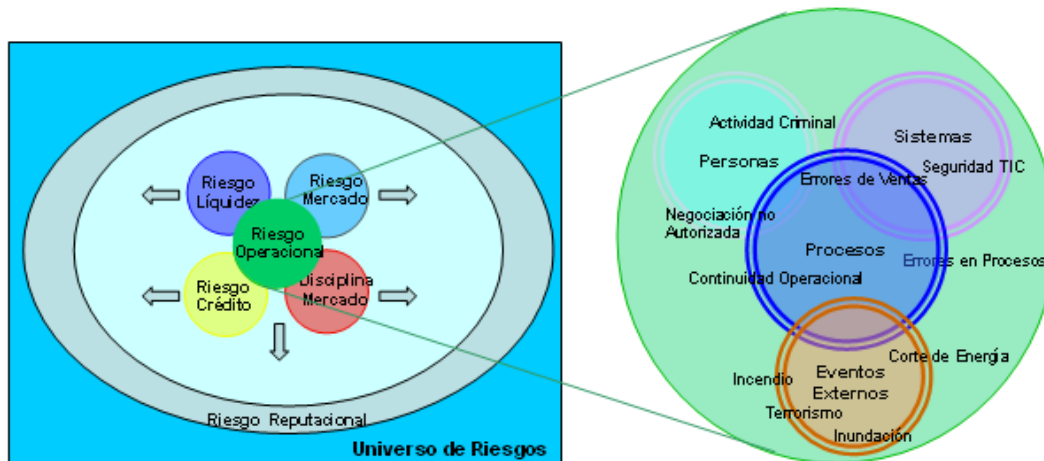 Riesgo
Líquidez
Riesgo
Mercado
Riesgo
Operacional
Riesgo
Crédito
Disciplina
Mercado
Riesgo Reputacional
Universo de Riesgos
Actividad Criminal
Personas
Sistemas
Seguridad TIC
Errores de Ventas
Negociación no
Autorizada
Procesos
Continuidad Operacional
Errores en Procesos
Corte de Energía
Eventos
Externos
Incendio
Terrorismo
Inundación